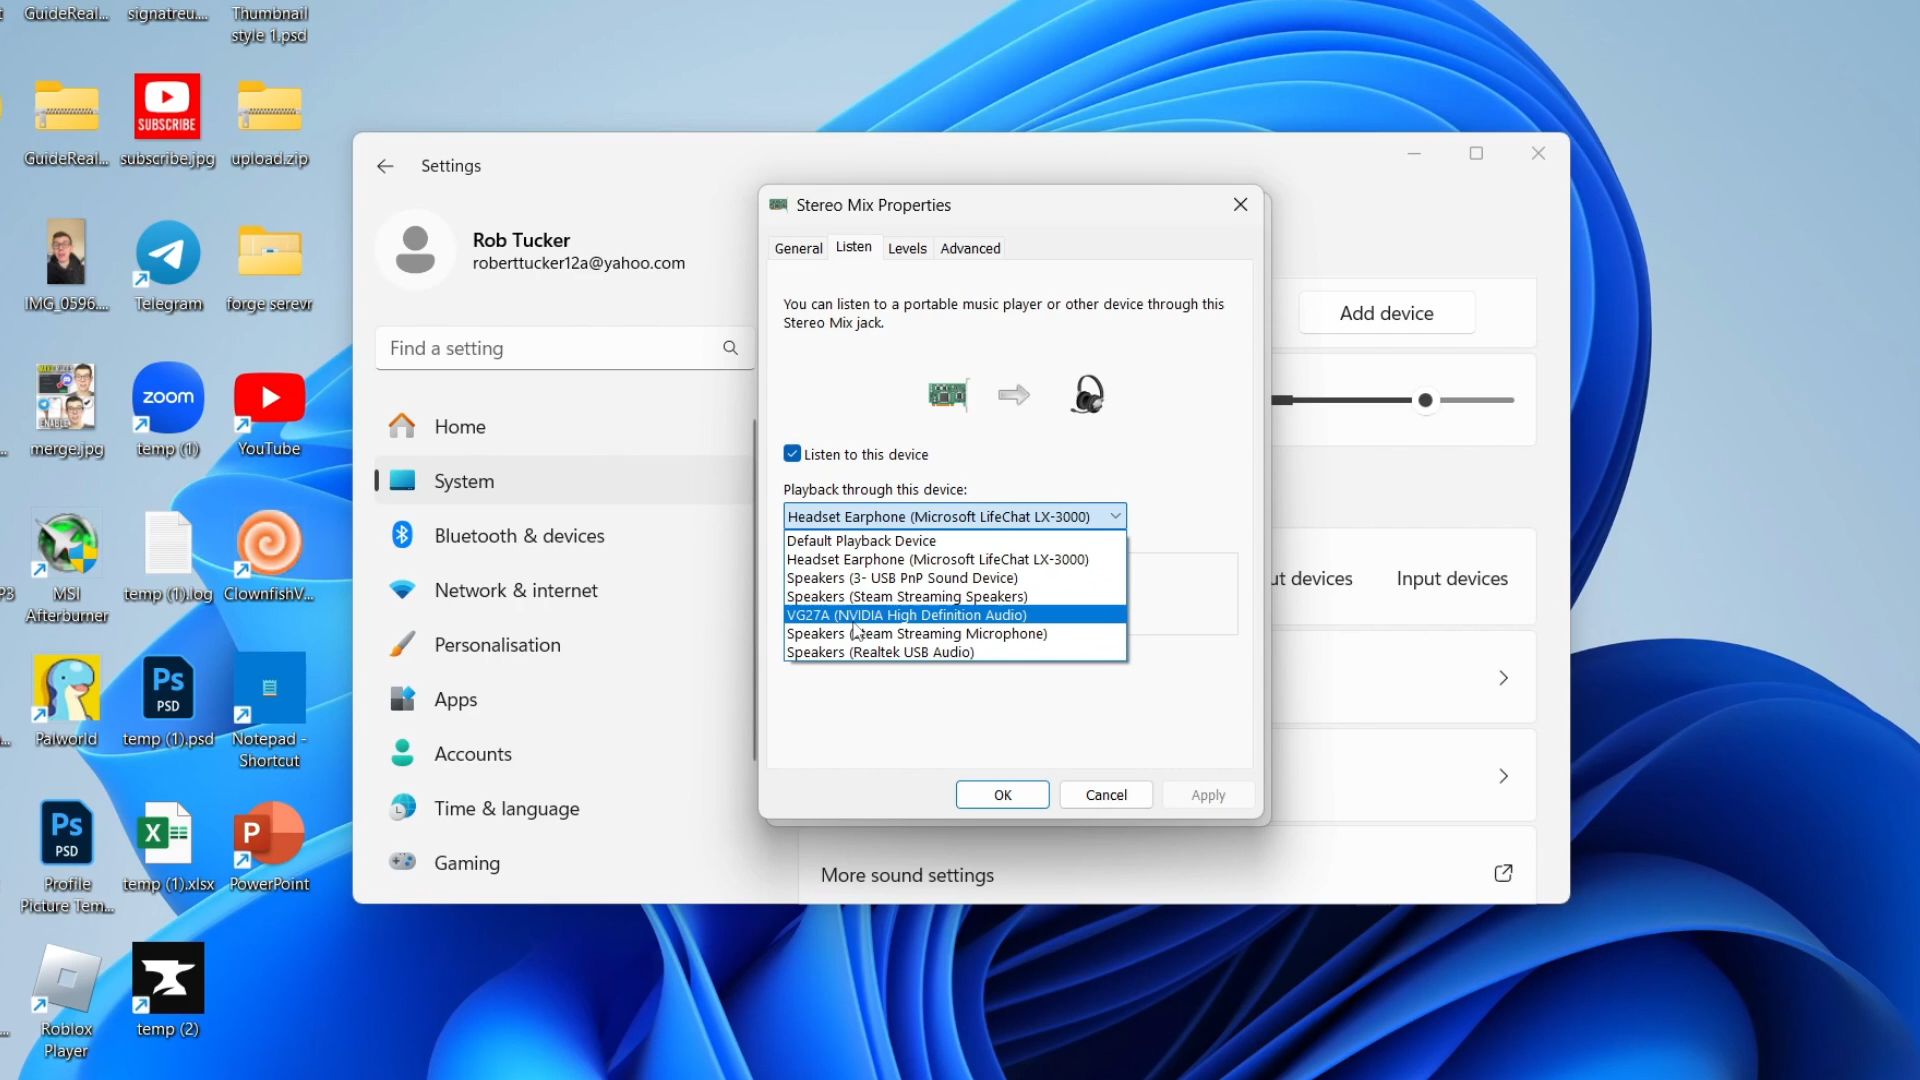 GuideReal...
signatreu....
Thumbnail
style 1.psd
SUBSCRIBE
GuideReal...
subscribe.jpg
upload.zip
IMG_0596....
Telegram
forge serevr
zoom
merge.jpg
temp (1)
YouTube
MSI
Afterburner
temp (1).log
ClownfishV...
Ps
PSD
Palworld
temp (1).psd
Notepad -
Shortcut
Ps
PSD
X
P
Profile
Picture Tem...
temp (1).xlsx
PowerPoint
Roblox
Player
temp (2)
Settings
Rob Tucker
roberttucker12a@yahoo.com
Find a setting
Home
System
Bluetooth & devices
Network & internet
Personalisation
Apps
Accounts
Time & language
Gaming
Stereo Mix Properties
General
Listen
Levels
Advanced
You can listen to a portable music player or other device through this
Stereo Mix jack.
Listen to this device
Playback through this device:
Headset Earphone (Microsoft LifeChat LX-3000)
Default Playback Device
Headset Earphone (Microsoft LifeChat LX-3000)
Speakers (3- USB PnP Sound Device)
Speakers (Steam Streaming Speakers)
VG27A (NVIDIA High Definition Audio)
Speakers (Steam Streaming Microphone)
Speakers (Realtek USB Audio)
OK
Cancel
Apply
Add device
ut devices
Input devices
More sound settings